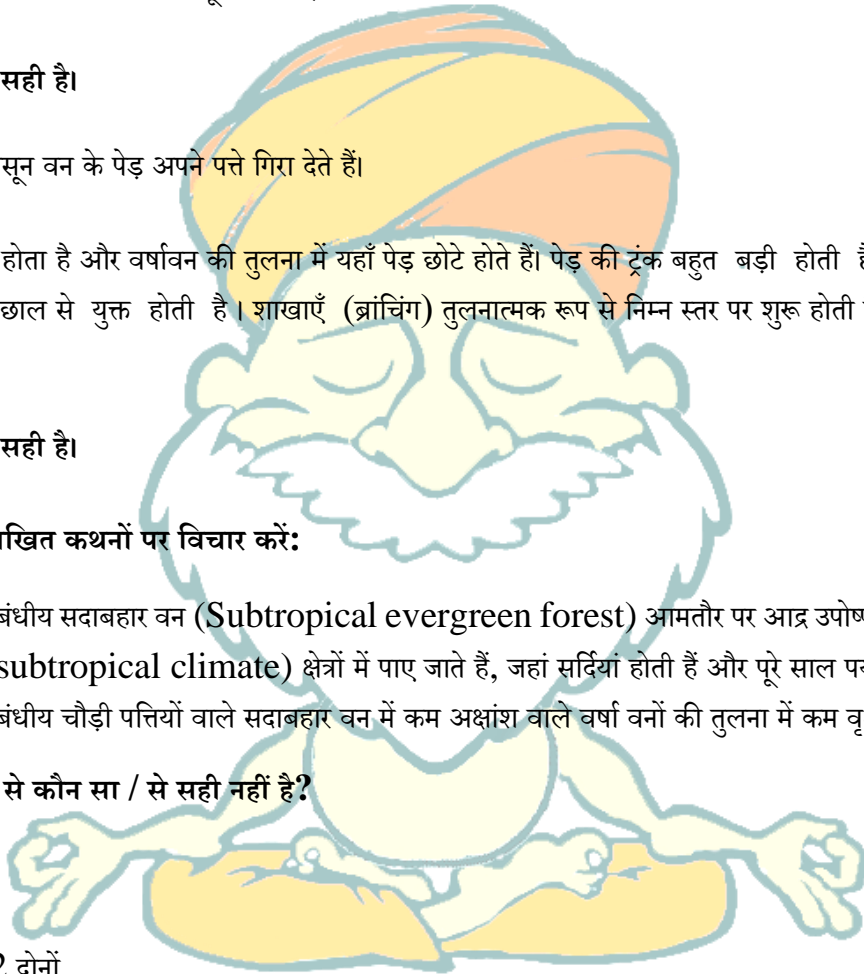 सही है।
सून वन के पेड़ अपने पत्ते गिरा देते हैं।
होता है और वर्षावन की तुलना में यहाँ पेड़ छोटे होते हैं। पेड़ की ट्रंक बहुत बड़ी होती
छाल से युक्त होती है। शाखाएँ (ब्रांचिंग) तुलनात्मक रूप से निम्न स्तर पर शुरू होती
सही है।
खित कथनों पर विचार करें:
बंधीय सदाबहार वन (Subtropical evergreen forest) आमतौर पर आद्र उपोष्
subtropical climate) क्षेत्रों में पाए जाते हैं, जहां सर्दियां होती हैं और पूरे साल
बंधीय चौड़ी पत्तियों वाले सदाबहार वन में कम अक्षांश वाले वर्षा वनों की तुलना में कम
से कौन सा / से सही नहीं है?
2 दोनों